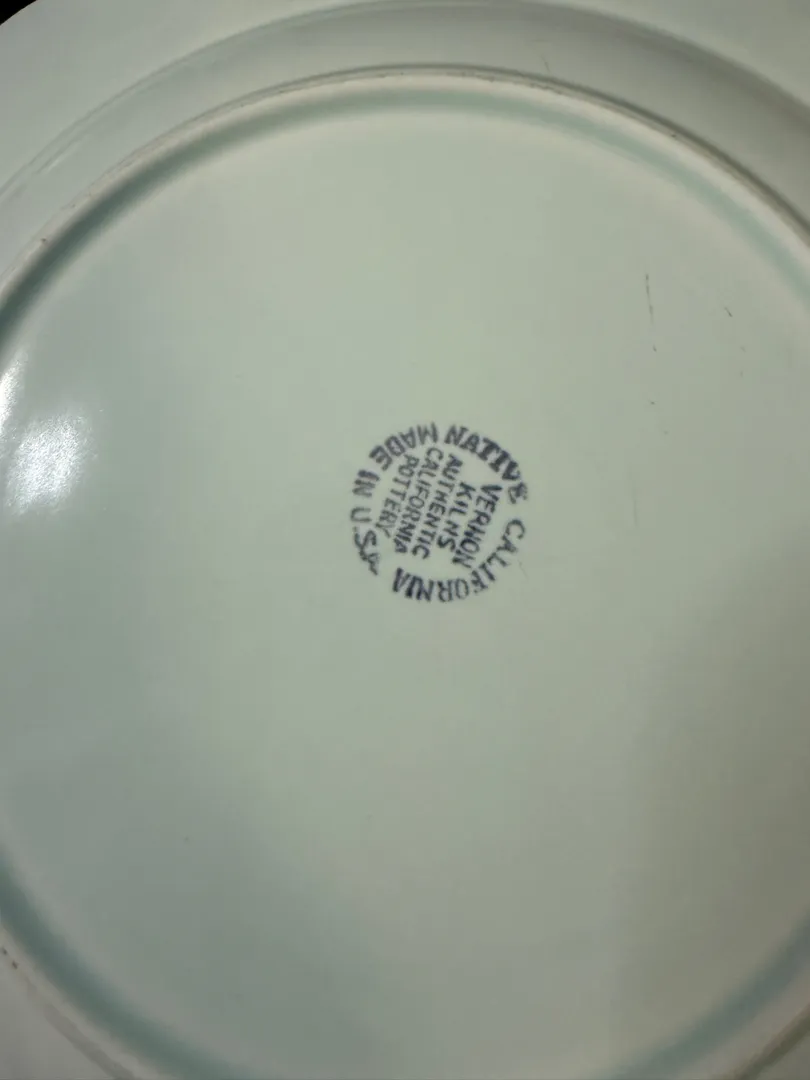 NATIVE CALIFORNIA
VERNON
KILNS
AUTHENTIC
CALIFORNIA
POTTERY
MADE IN U.S.A.